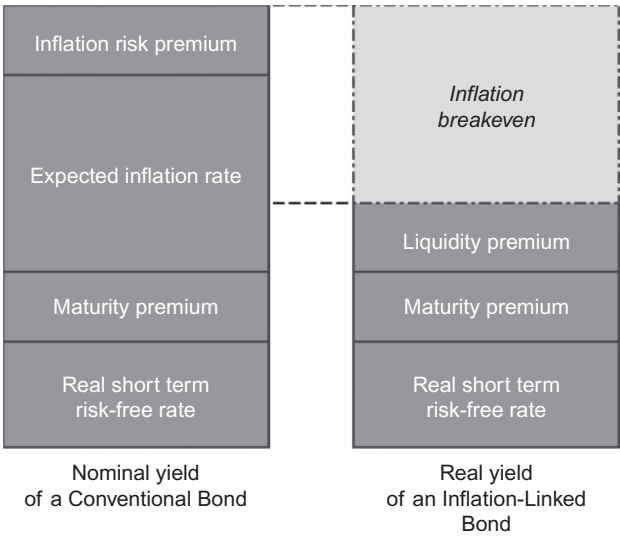 Inflation risk premium
Expected inflation rate
Maturity premium
Real short term
risk-free rate
Nominal yield
of a Conventional Bond
Inflation
breakeven
Liquidity premium
Maturity premium
Real short term
risk-free rate
Real yield
of an Inflation-Linked
Bond